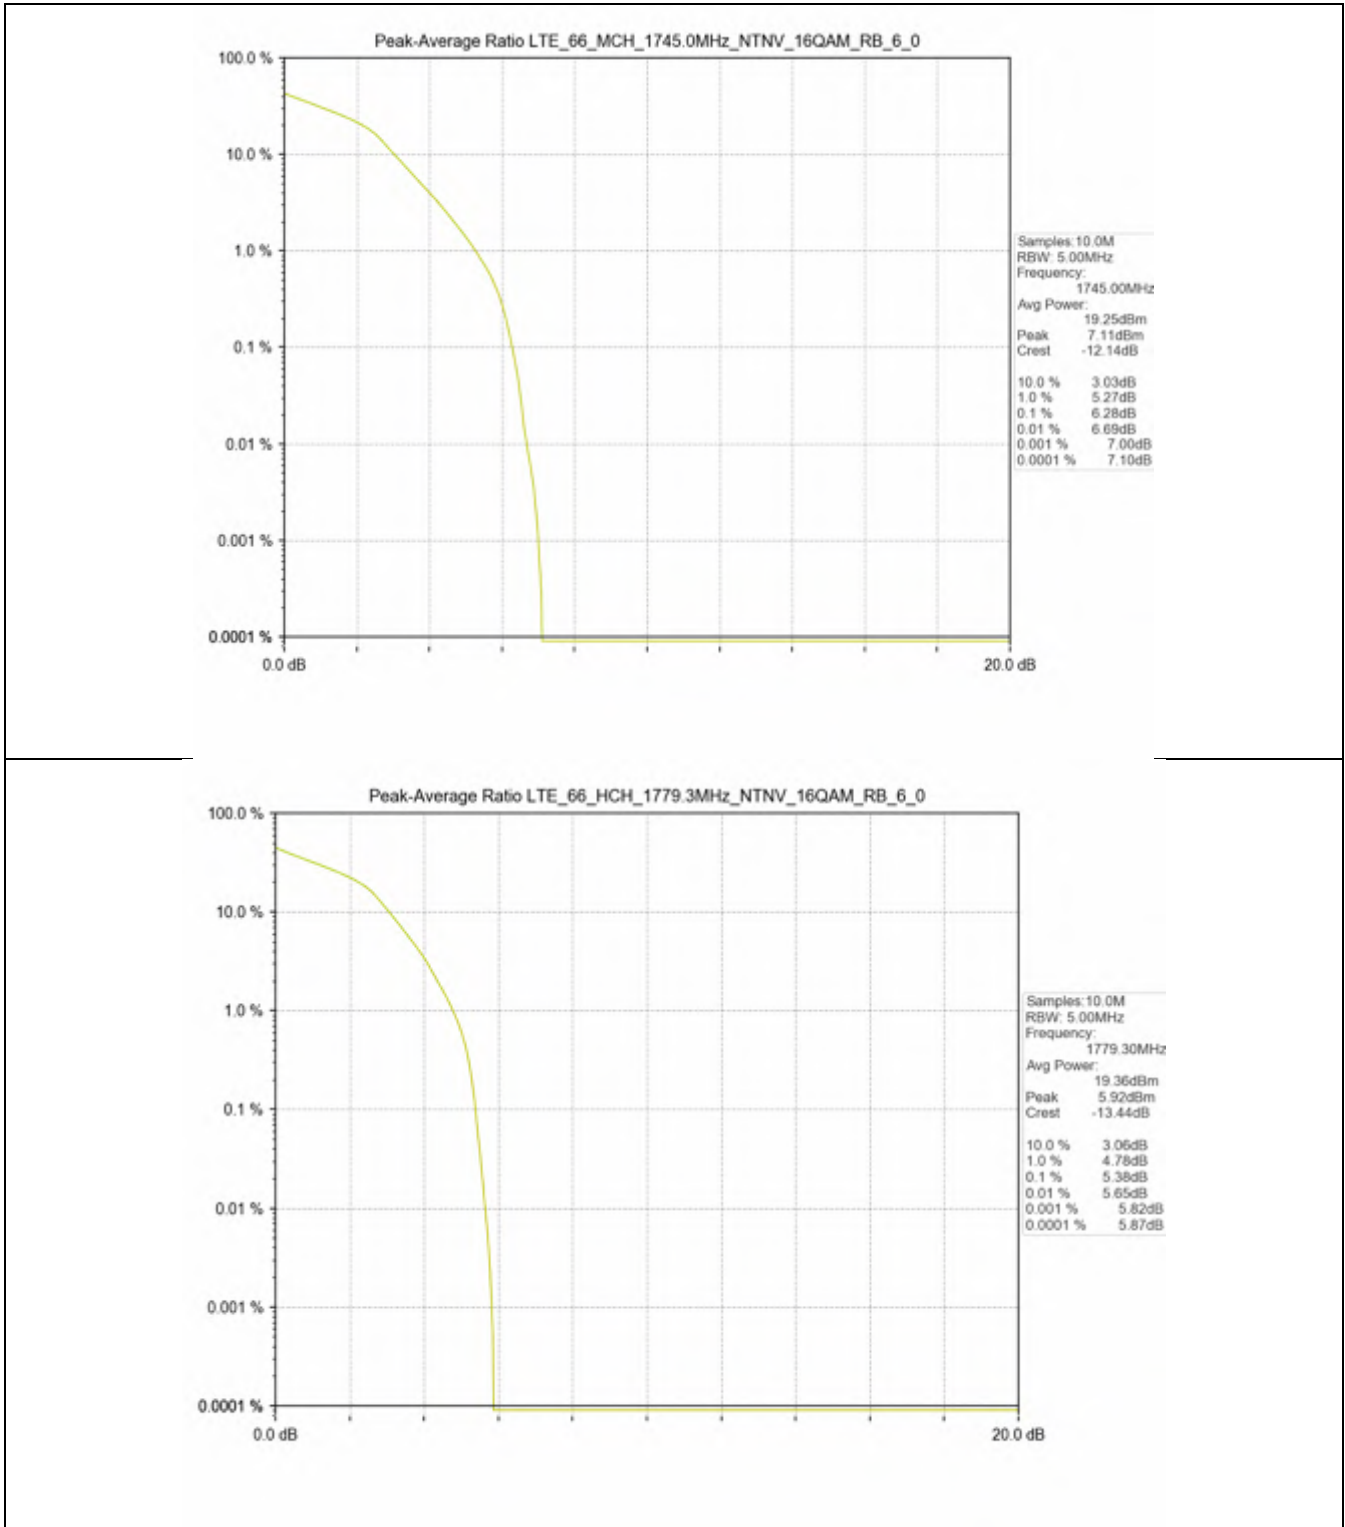 Peak-Average Ratio LTE_66_MCH_1745.0MHz_NTNV_16QAM_RB_6_0
100.0 %
10.0 %
1.0 %
0.1 %
0.01 %
0.001 %
0.0001 %
0.0 dB
20.0 dB
Samples:10.0M
RBW: 5.00MHz
Frequency:
1745.00MHz
Avg Power:
19.25dBm
Peak 7.11dBm
Crest -12.14dB
10.0 % 3.03dB
1.0 % 5.27dB
0.1 % 6.28dB
0.01 % 6.69dB
0.001 % 7.00dB
0.0001 % 7.10dB
Peak-Average Ratio LTE_66_HCH_1779.3MHz_NTNV_16QAM_RB_6_0
100.0 %
10.0 %
1.0 %
0.1 %
0.01 %
0.001 %
0.0001 %
0.0 dB
20.0 dB
Samples:10.0M
RBW: 5.00MHz
Frequency:
1779.30MHz
Avg Power:
19.36dBm
Peak 5.92dBm
Crest -13.44dB
10.0 % 3.06dB
1.0 % 4.78dB
0.1 % 5.38dB
0.01 % 5.65dB
0.001 % 5.82dB
0.0001 % 5.87dB